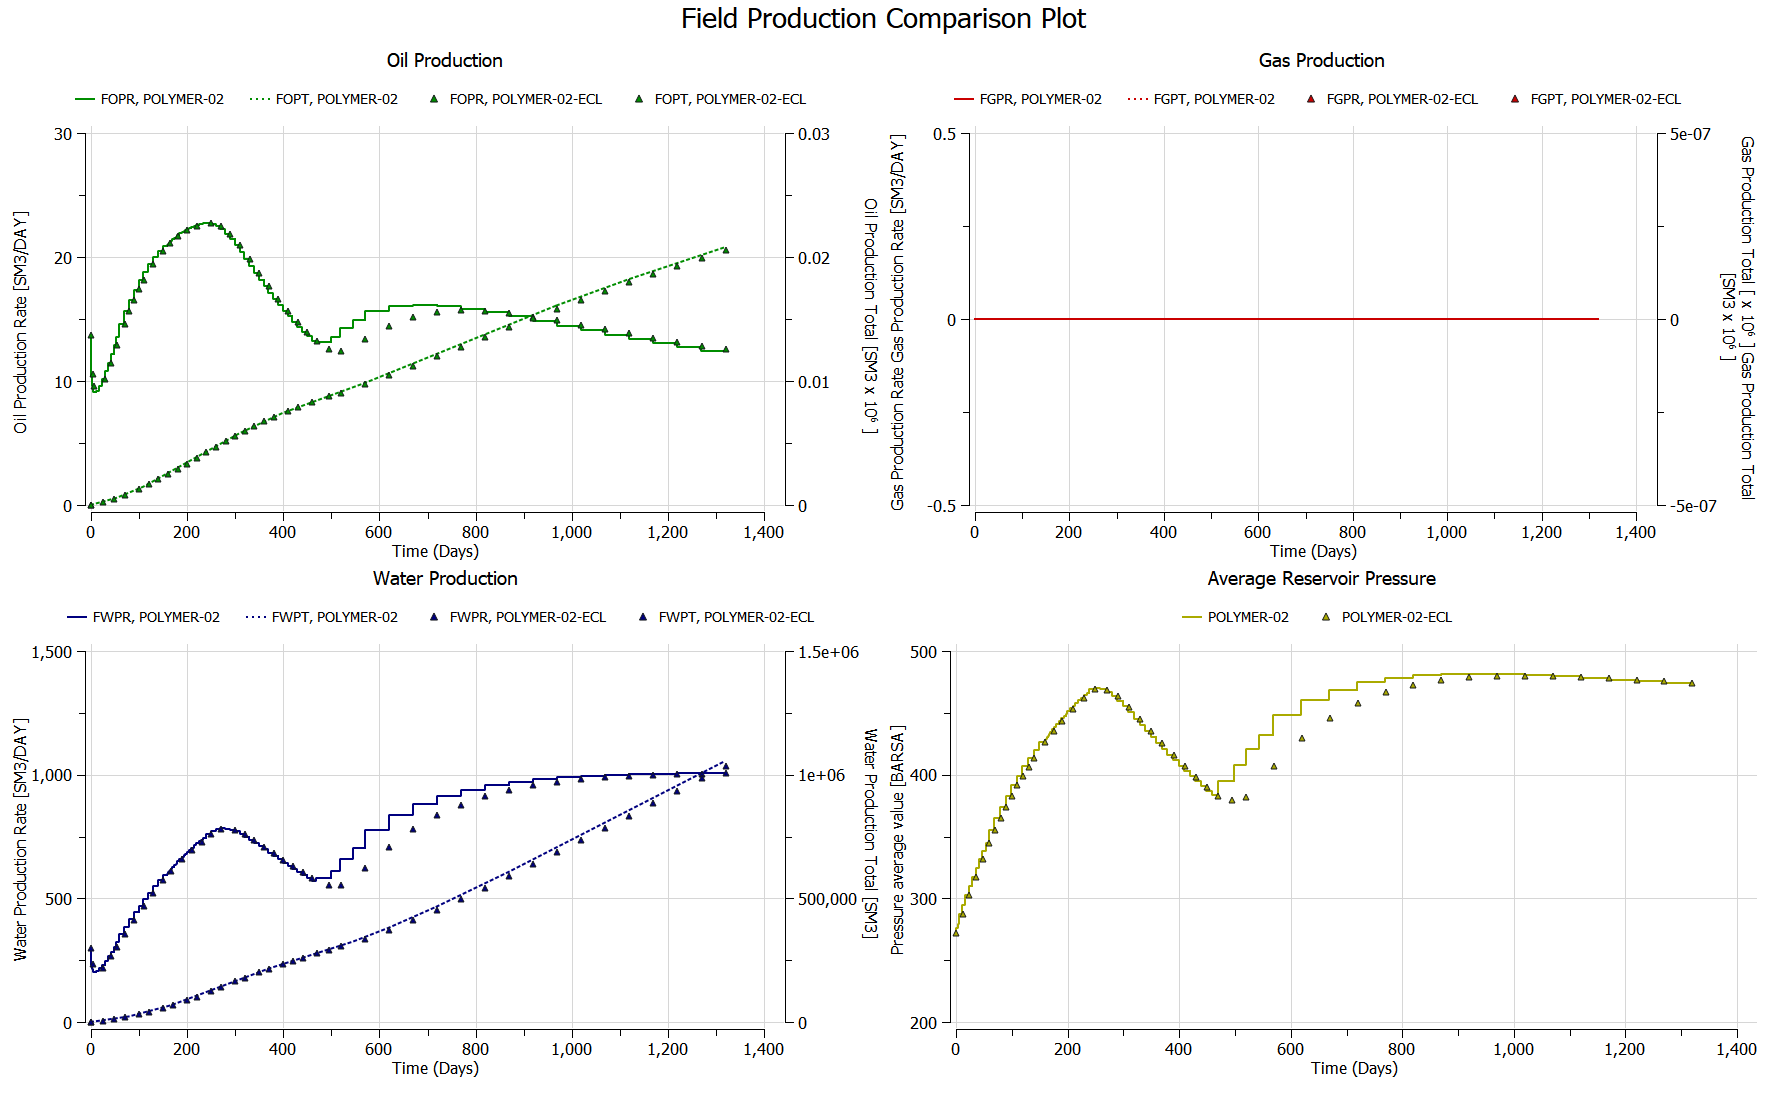 Field Production Comparison Plot
Oil Production
FOPR, POLYMER-02 FOPT, POLYMER-02 FOPR, POLYMER-02-ECL FOPT, POLYMER-02-ECL
Oil Production Rate [SM3/DAY]
30
20
10
0
0.03
0.02
0.01
0
Oil Production Total [SM3 x 10⁶ ]
0 200 400 600 800 1,000 1,200 1,400
Time (Days)
Gas Production
FGPR, POLYMER-02 FGPT, POLYMER-02 FGPR, POLYMER-02-ECL FGPT, POLYMER-02-ECL
Gas Production Rate Gas Production Rate [SM3/DAY]
0.5
0
-0.5
5e-07
0
-5e-07
Gas Production Total [ x 10⁶ ] Gas Production Total
[SM3 x 10⁶ ]
0 200 400 600 800 1,000 1,200 1,400
Time (Days)
Water Production
FWPR, POLYMER-02 FWPT, POLYMER-02 FWPR, POLYMER-02-ECL FWPT, POLYMER-02-ECL
Water Production Rate [SM3/DAY]
1,500
1,000
500
0
1.5e+06
1e+06
500,000
0
Water Production Total [SM3]
0 200 400 600 800 1,000 1,200 1,400
Time (Days)
Average Reservoir Pressure
POLYMER-02 POLYMER-02-ECL
Pressure average value [BARSA]
500
400
300
200
0 200 400 600 800 1,000 1,200 1,400
Time (Days)